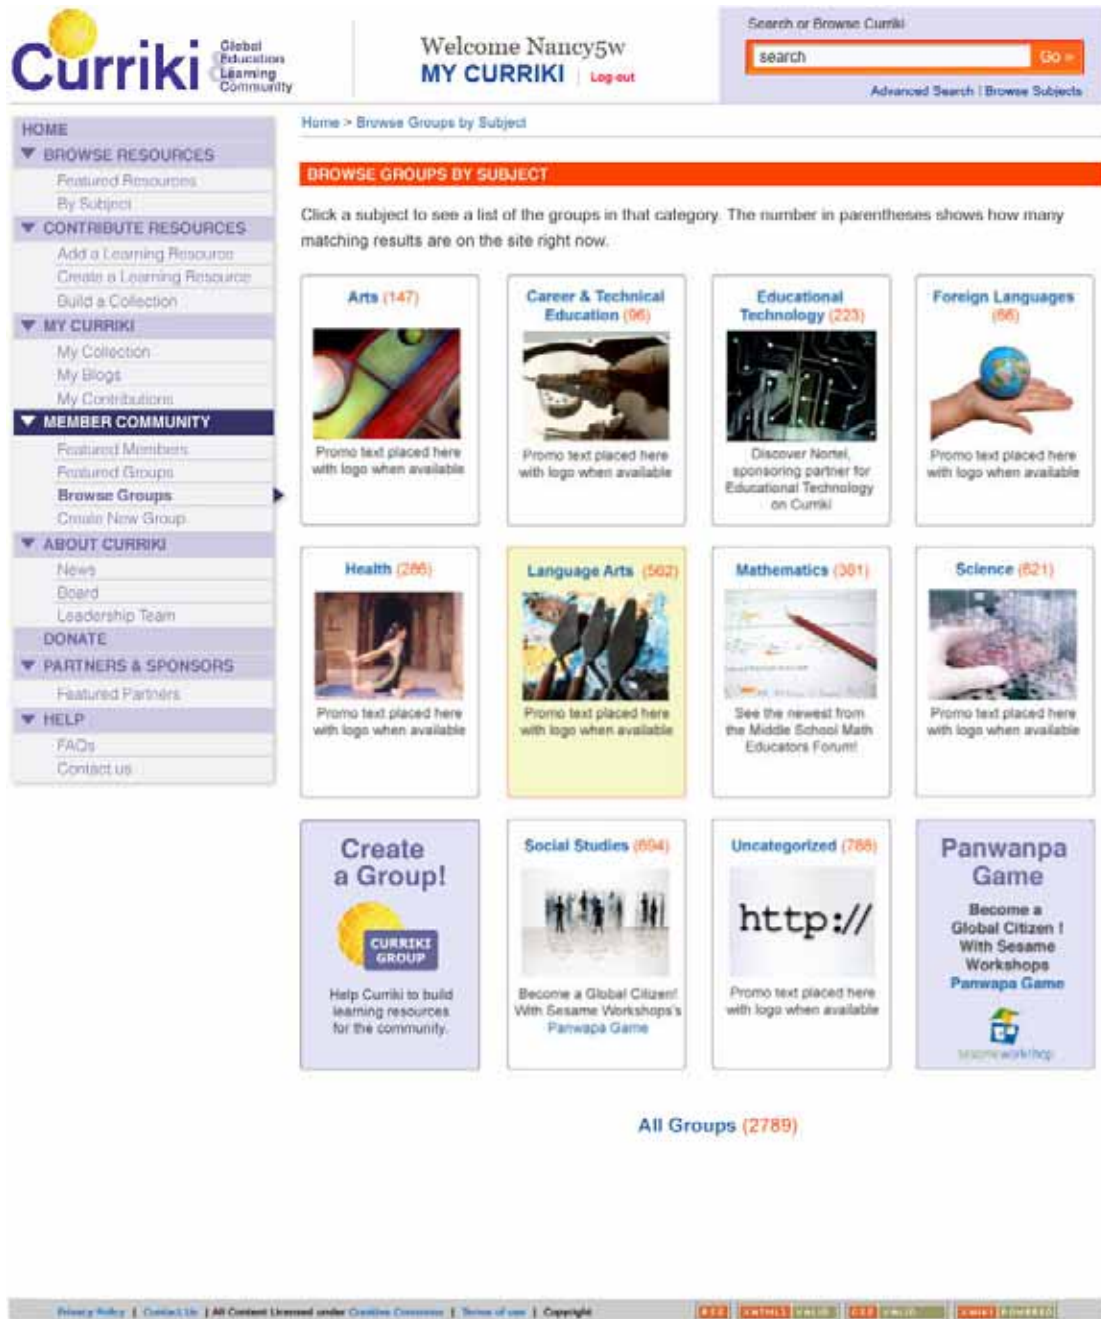 Curriki
Global
Education
& Learning
Community
Welcome Nancy5w
MY CURRIKI | Log-out
Search or Browse Curriki
search
Go »
Advanced Search | Browse Subjects
HOME
BROWSE RESOURCES
Featured Resources
By Subject
CONTRIBUTE RESOURCES
Add a Learning Resource
Create a Learning Resource
Build a Collection
MY CURRIKI
My Collection
My Blogs
My Contributions
MEMBER COMMUNITY
Featured Members
Featured Groups
Browse Groups
Create New Group
ABOUT CURRIKI
News
Board
Leadership Team
DONATE
PARTNERS & SPONSORS
Featured Partners
HELP
FAQs
Contact us
Home > Browse Groups by Subject
BROWSE GROUPS BY SUBJECT
Click a subject to see a list of the groups in that category. The number in parentheses shows how many
matching results are on the site right now.
Arts (147)
Promo text placed here
with logo when available
Career & Technical
Education (96)
Promo text placed here
with logo when available
Educational
Technology (223)
Discover Nortel,
sponsoring partner for
Educational Technology
on Curriki
Foreign Languages
(66)
Promo text placed here
with logo when available
Health (286)
Promo text placed here
with logo when available
Language Arts (562)
Promo text placed here
with logo when available
Mathematics (301)
See the newest from
the Middle School Math
Educators Forum!
Science (621)
Promo text placed here
with logo when available
Create
a Group!
CURRIKI
GROUP
Help Curriki to build
learning resources
for the community.
Social Studies (694)
Become a Global Citizen!
With Sesame Workshops's
Panwapa Game
Uncategorized (788)
http://
Promo text placed here
with logo when available
Panwanpa
Game
Become a
Global Citizen !
With Sesame
Workshops
Panwapa Game
sesameworkshop
All Groups (2789)
Privacy Policy | Contact Us | All Content Licensed under Creative Commons | Terms of use | Copyright
XHTML VALID
VALID
XWIKI POWERED